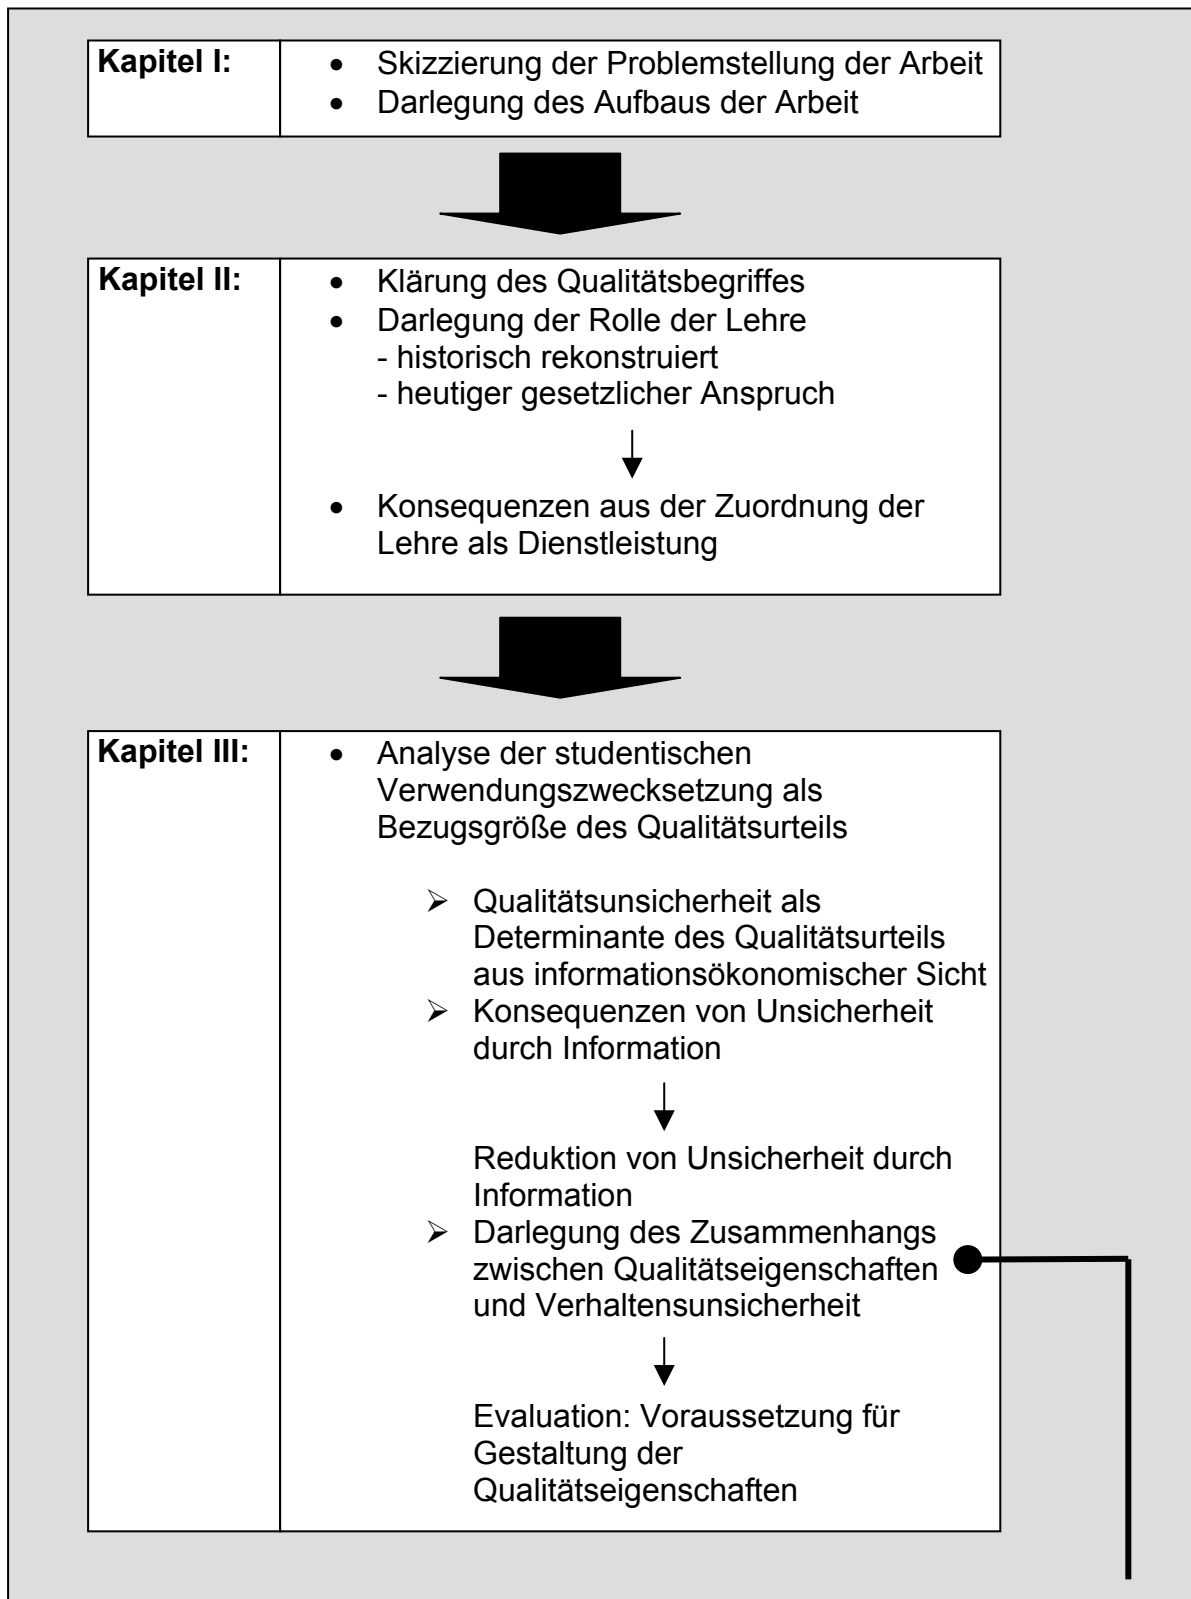 Kapitel I:
• Skizzierung der Problemstellung der Arbeit
• Darlegung des Aufbaus der Arbeit
Kapitel II:
• Klärung des Qualitätsbegriffes
• Darlegung der Rolle der Lehre
- historisch rekonstruiert
- heutiger gesetzlicher Anspruch
• Konsequenzen aus der Zuordnung der
Lehre als Dienstleistung
Kapitel III:
• Analyse der studentischen
Verwendungszwecksetzung als
Bezugsgröße des Qualitätsurteils
➢ Qualitätsunsicherheit als
Determinante des Qualitätsurteils
aus informationsökonomischer Sicht
➢ Konsequenzen von Unsicherheit
durch Information
Reduktion von Unsicherheit durch
Information
➢ Darlegung des Zusammenhangs
zwischen Qualitätseigenschaften
und Verhaltensunsicherheit
Evaluation: Voraussetzung für
Gestaltung der
Qualitätseigenschaften